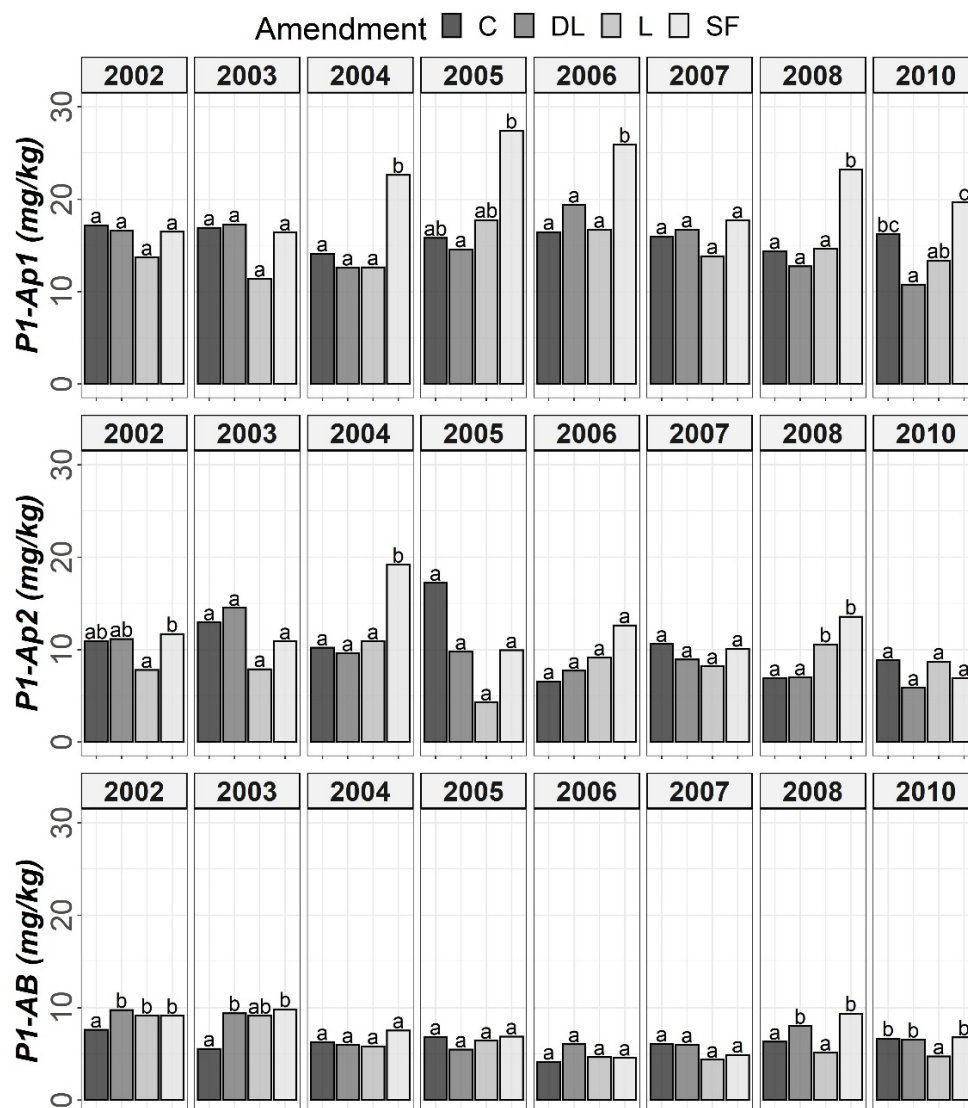 Amendment C DL L SF
2002 2003 2004 2005 2006 2007 2008 2010
P1-Ap1 (mg/kg)
30
20
10
0
a a a a
a a a a
a a a b
ab a ab b
a a a b
a a a a
a a a b
bc a ab c
2002 2003 2004 2005 2006 2007 2008 2010
P1-Ap2 (mg/kg)
30
20
10
0
ab ab a b
a a a a
a a a b
a a a a
a a a a
a a a a
a a b b
a a a a
2002 2003 2004 2005 2006 2007 2008 2010
P1-AB (mg/kg)
30
20
10
0
a b b b
a b ab b
a a a a
a a a a
a a a a
a a a a
a b a b
b b a b